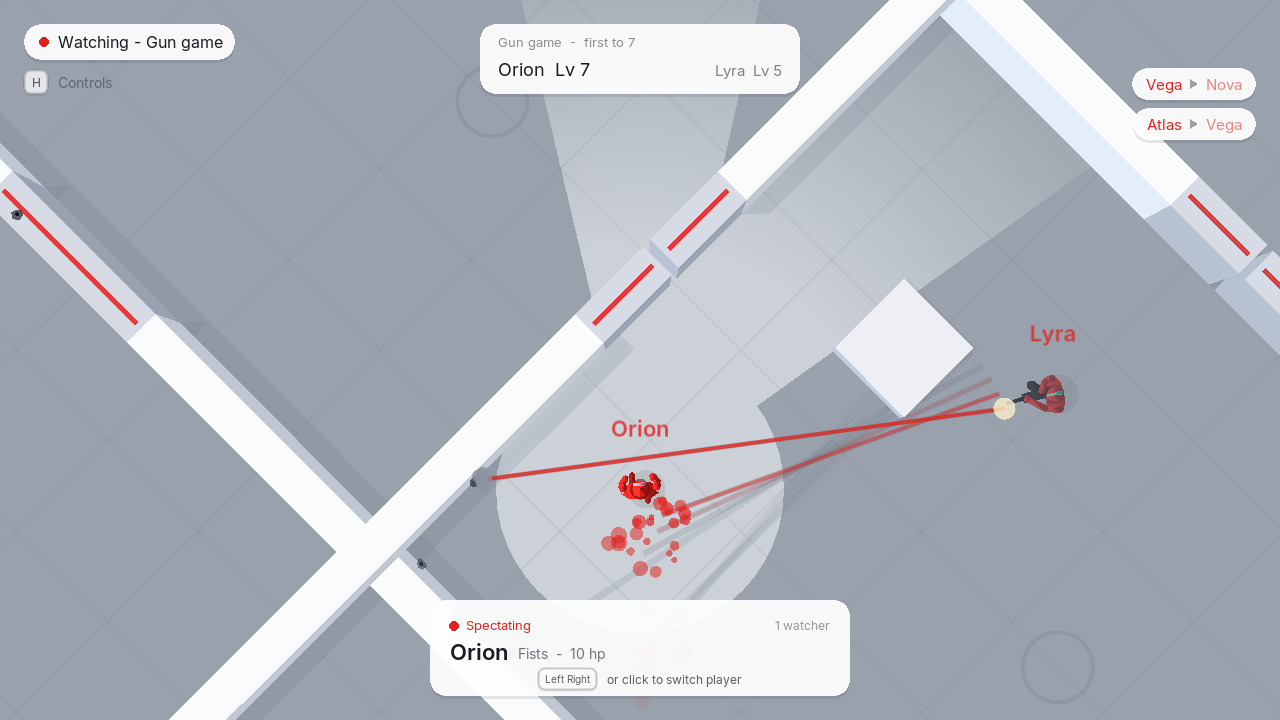 Watching - Gun game
H Controls
Gun game - first to 7
Orion Lv 7 Lyra Lv 5
Vega Nova
Atlas Vega
Lyra
Orion
Spectating 1 watcher
Orion Fists - 10 hp
Left Right or click to switch player